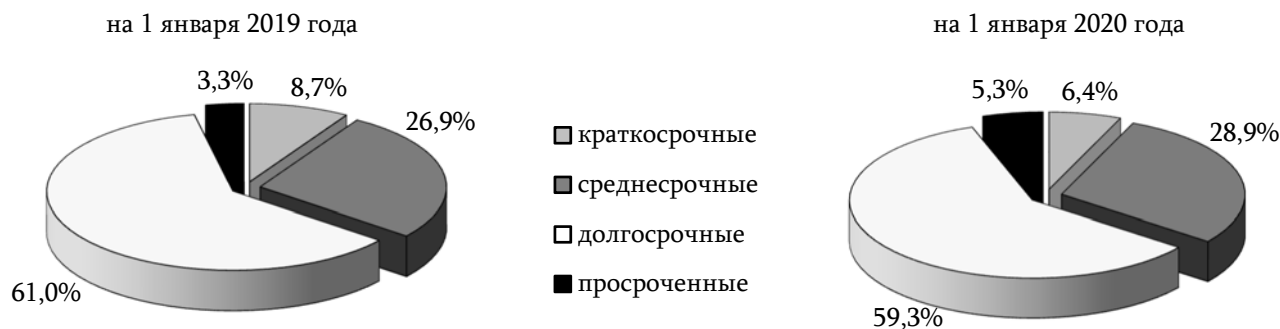 на 1 января 2019 года
3,3%
8,7%
26,9%
61,0%
краткосрочные
среднесрочные
долгосрочные
просроченные
на 1 января 2020 года
5,3%
6,4%
28,9%
59,3%